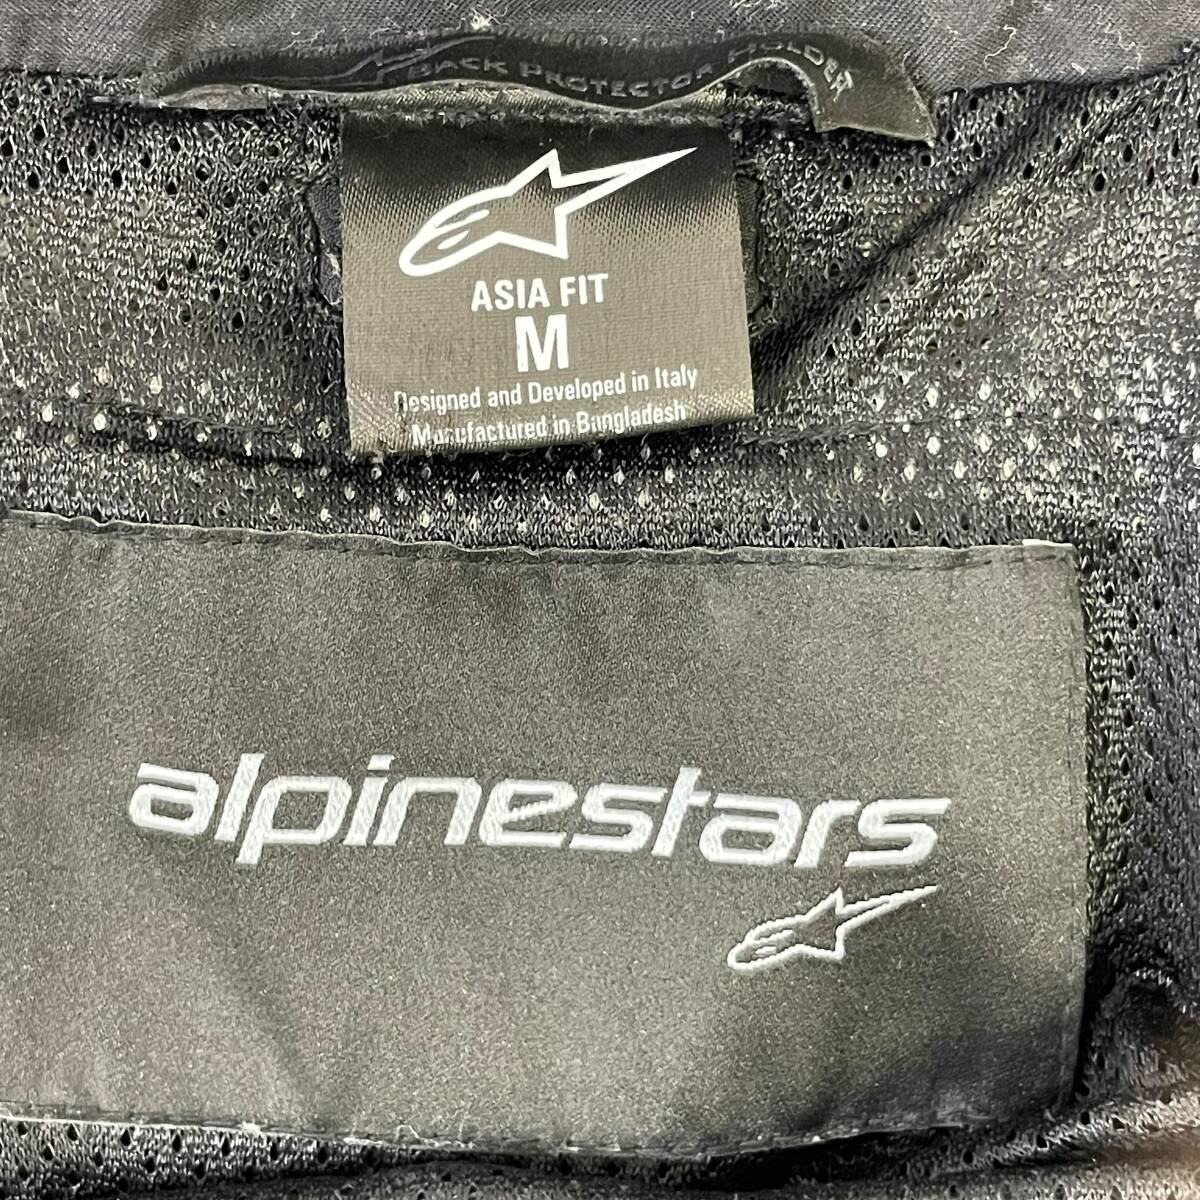 BACK PROTECTOR HOLDER
ASIA FIT
M
Designed and Developed in Italy
Manufactured in Bangladesh
alpinestars